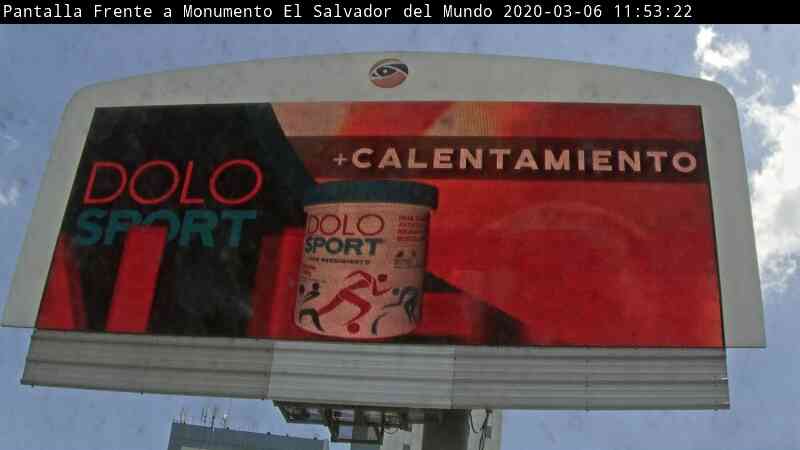 Pantalla Frente a Monumento El Salvador del Mundo 2020-03-06 11:53:22
+CALENTAMIENTO
DOLO
SPORT
DOLO
SPORT